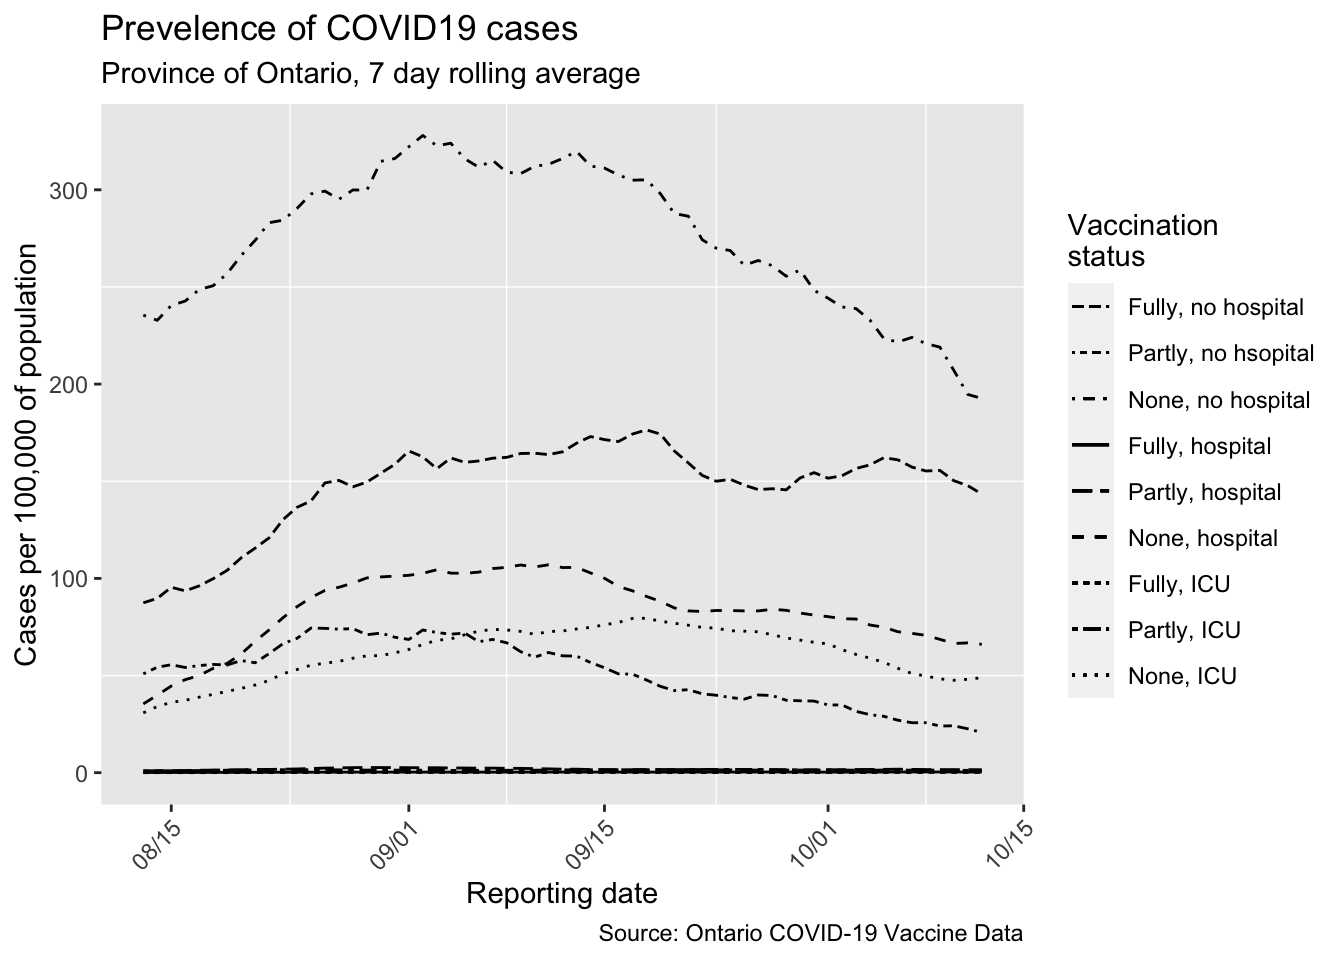 Prevelence of COVID19 cases
Province of Ontario, 7 day rolling average
Cases per 100,000 of population
300
200
100
0
08/15
09/01
09/15
10/01
10/15
Reporting date
Source: Ontario COVID-19 Vaccine Data
Vaccination
status
Fully, no hospital
Partly, no hsopital
None, no hospital
Fully, hospital
Partly, hospital
None, hospital
Fully, ICU
Partly, ICU
None, ICU